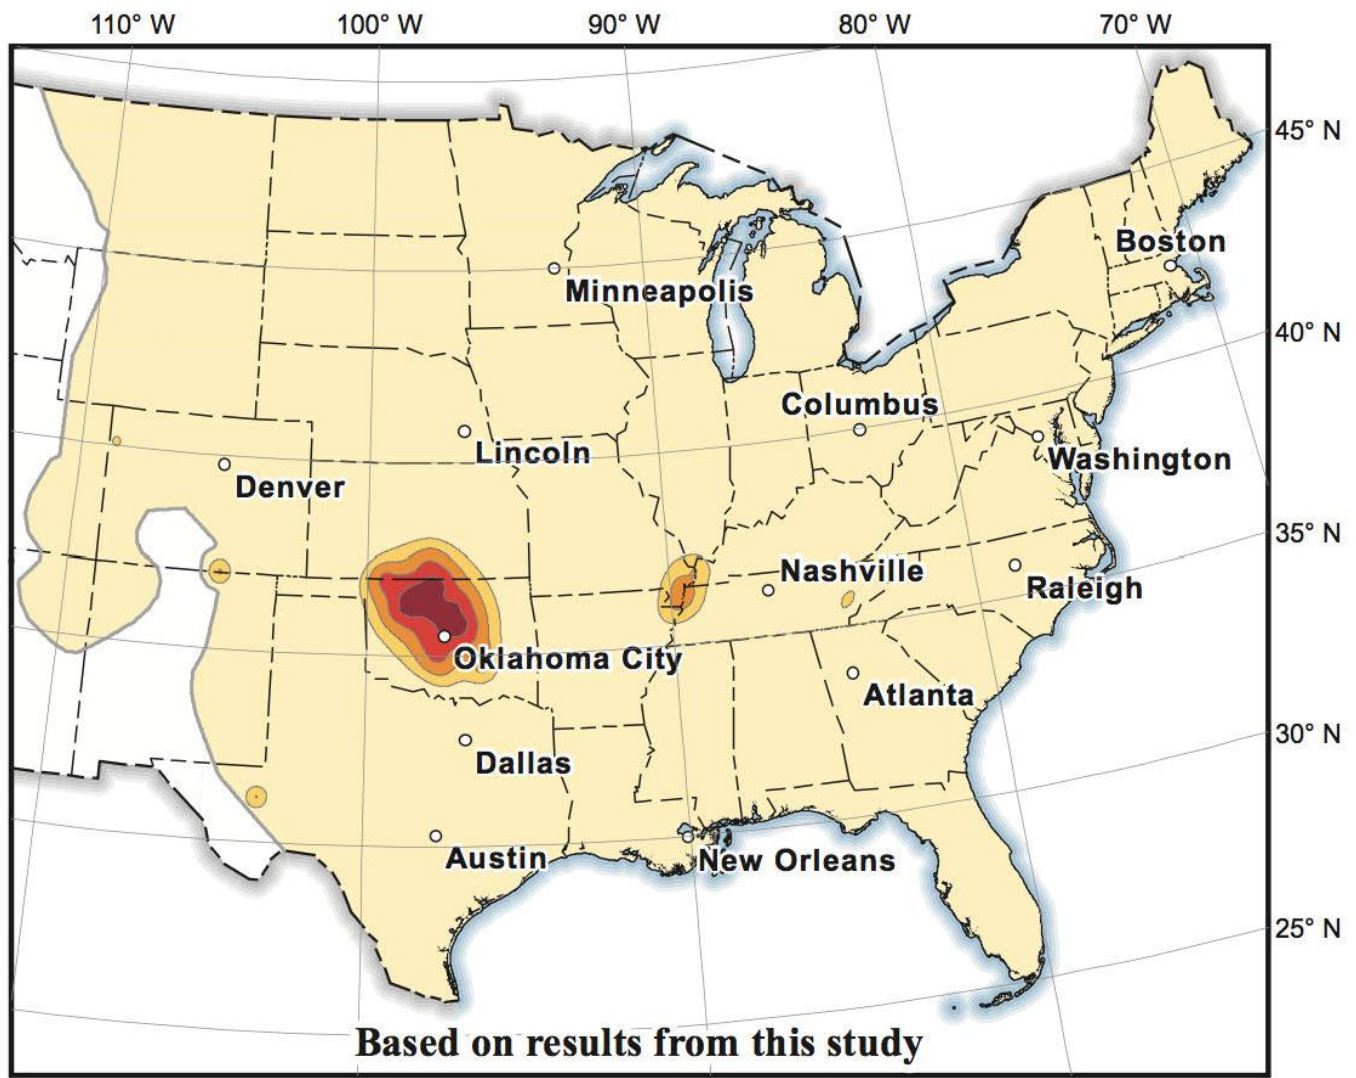 110° W 100° W 90° W 80° W 70° W
45° N
Boston
Minneapolis
40° N
Columbus
Lincoln
Washington
Denver
35° N
Nashville
Raleigh
Oklahoma City
Atlanta
30° N
Dallas
Austin
New Orleans
25° N
Based on results from this study